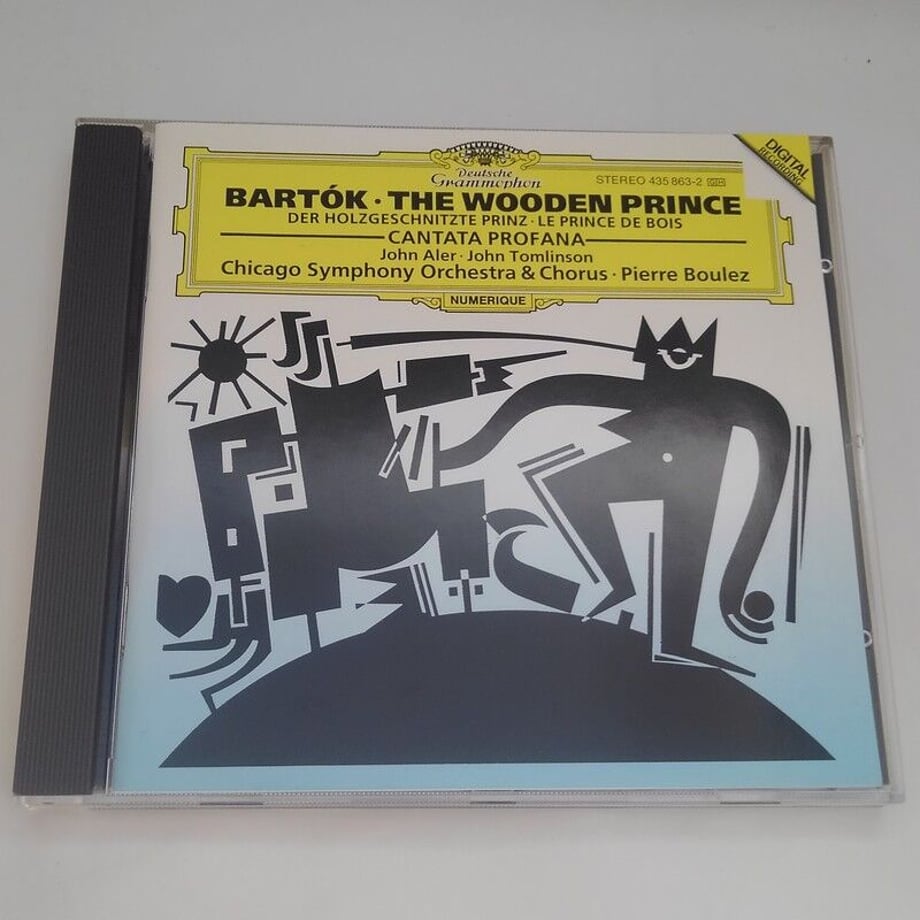 DIGITAL
RECORDING
Deutsche
Grammophon
STEREO 435 863-2 GH
BARTÓK · THE WOODEN PRINCE
DER HOLZGESCHNITZTE PRINZ · LE PRINCE DE BOIS
CANTATA PROFANA
John Aler · John Tomlinson
Chicago Symphony Orchestra & Chorus · Pierre Boulez
NUMERIQUE